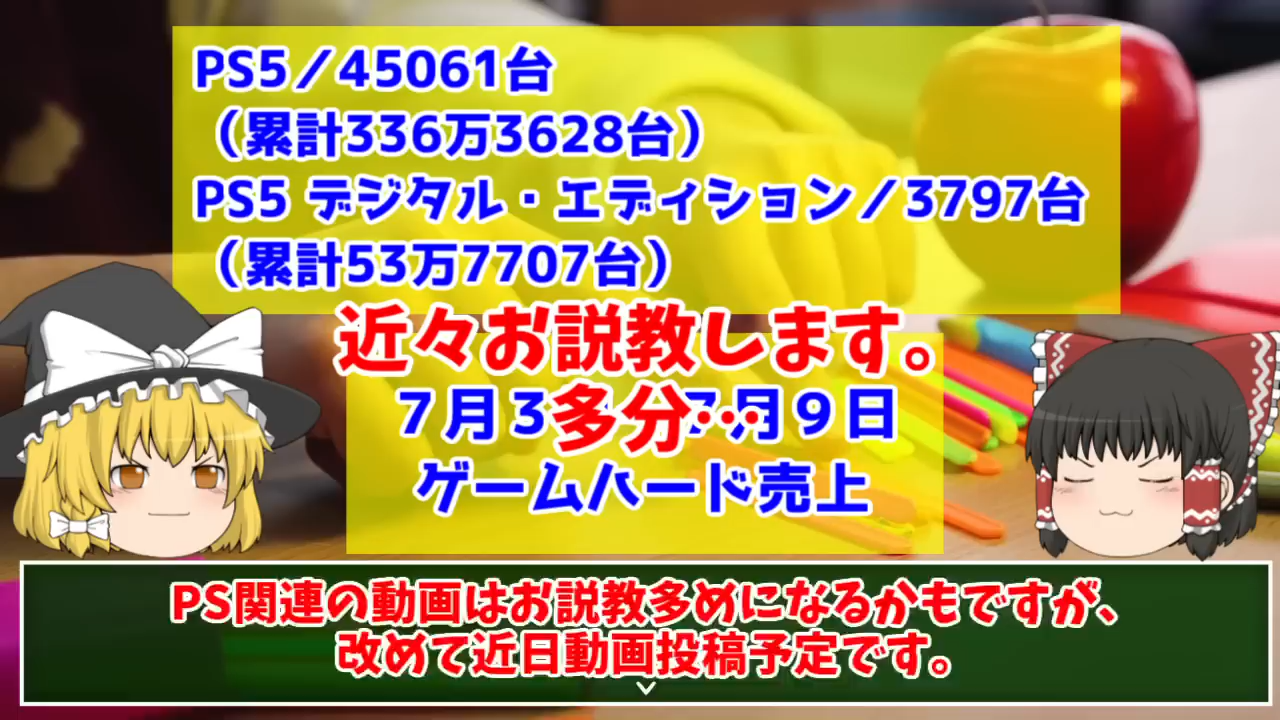 PS5／45061台
（累計336万3628台）
PS5 デジタル・エディション／3797台
（累計53万7707台）
近々お説教します。
７月３
多分…
月９日
ゲームハード売上
PS関連の動画はお説教多めになるかもですが、
改めて近日動画投稿予定です。